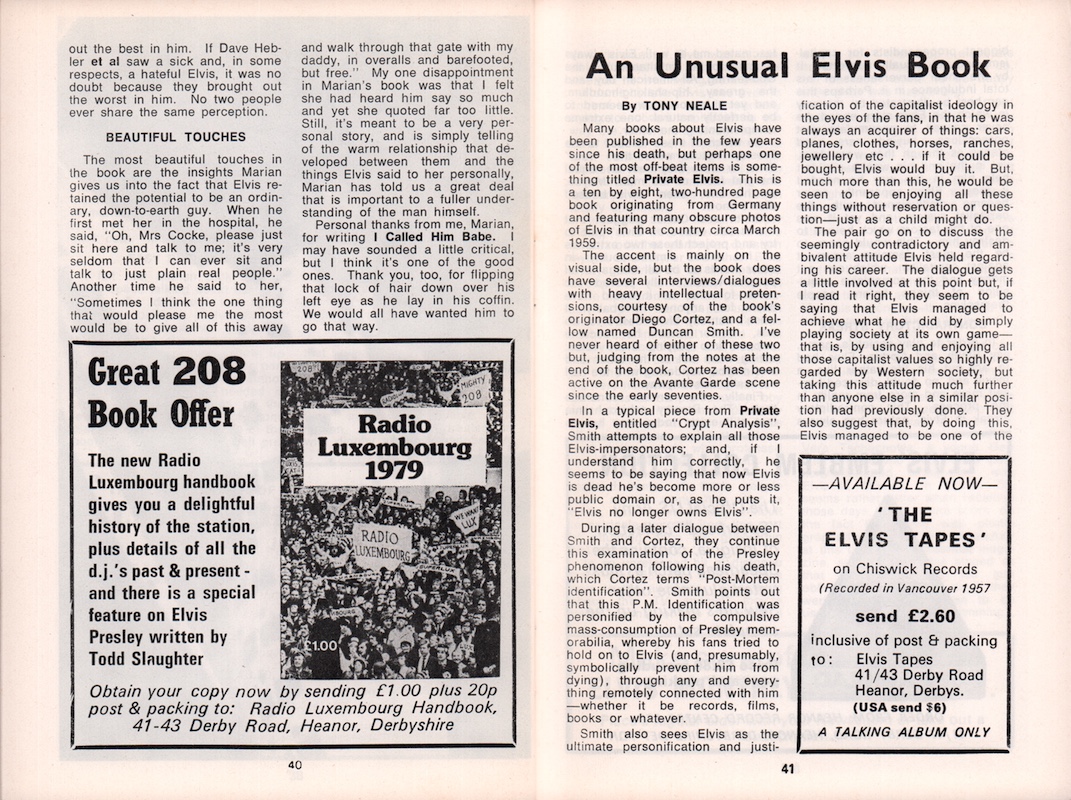 out the best in him. If Dave Heb-
ler et al saw a sick and, in some
respects, a hateful Elvis, it was no
doubt because they brought out
the worst in him. No two people
ever share the same perception.
BEAUTIFUL TOUCHES
The most beautiful touches in
the book are the insights Marian
gives us into the fact that Elvis re-
tained the potential to be an ordin-
ary, down-to-earth guy. When he
first met her in the hospital, he
said, "Oh, Mrs Cocke, please just
sit here and talk to me; it's very
seldom that I can ever sit and
talk to just plain real people."
Another time he said to her,
"Sometimes I think the one thing
that would please me the most
would be to give all of this away
and walk through that gate with my
daddy, in overalls and barefooted,
but free." My one disappointment
in Marian's book was that I felt
she had heard him say so much
and yet she quoted far too little.
Still, it's meant to be a very per-
sonal story, and is simply telling
of the warm relationship that de-
veloped between them and the
things Elvis said to her personally,
Marian has told us a great deal
that is important to a fuller under-
standing of the man himself.
Personal thanks from me, Marian,
for writing I Called Him Babe. I
may have sounded a little critical,
but I think it's one of the good
ones. Thank you, too, for flipping
that lock of hair down over his
left eye as he lay in his coffin.
We would all have wanted him to
go that way.
Great 208
Book Offer
The new Radio
Luxembourg handbook
gives you a delightful
history of the station,
plus details of all the
d.j.'s past & present -
and there is a special
feature on Elvis
Presley written by
Todd Slaughter
208
MIGHTY
208
Radio
Luxembourg
1979
WE WANT
LUX
RADIO
LUXEMBOURG
£1.00
Obtain your copy now by sending £1.00 plus 20p
post & packing to: Radio Luxembourg Handbook,
41-43 Derby Road, Heanor, Derbyshire
40
An Unusual Elvis Book
By TONY NEALE
Many books about Elvis have
been published in the few years
since his death, but perhaps one
of the most off-beat items is some-
thing titled Private Elvis. This is
a ten by eight, two-hundred page
book originating from Germany
and featuring many obscure photos
of Elvis in that country circa March
1959.
The accent is mainly on the
visual side, but the book does
have several interviews/dialogues
with heavy intellectual preten-
sions, courtesy of the book's
originator Diego Cortez, and a fel-
low named Duncan Smith. I've
never heard of either of these two
but, judging from the notes at the
end of the book, Cortez has been
active on the Avante Garde scene
since the early seventies.
In a typical piece from Private
Elvis, entitled "Crypt Analysis",
Smith attempts to explain all those
Elvis-impersonators; and, if I
understand him correctly, he
seems to be saying that now Elvis
is dead he's become more or less
public domain or, as he puts it,
"Elvis no longer owns Elvis".
During a later dialogue between
Smith and Cortez, they continue
this examination of the Presley
phenomenon following his death,
which Cortez terms "Post-Mortem
identification". Smith points out
that this P.M. Identification was
personified by the compulsive
mass-consumption of Presley mem-
orabilia, whereby his fans tried to
hold on to Elvis (and, presumably,
symbolically prevent him from
dying), through any and every-
thing remotely connected with him
—whether it be records, films,
books or whatever.
Smith also sees Elvis as the
ultimate personification and justi-
fication of the capitalist ideology in
the eyes of the fans, in that he was
always an acquirer of things: cars,
planes, clothes, horses, ranches,
jewellery etc . . . if it could be
bought, Elvis would buy it. But,
much more than this, he would be
seen to be enjoying all these
things without reservation or ques-
tion—just as a child might do.
The pair go on to discuss the
seemingly contradictory and am-
bivalent attitude Elvis held regard-
ing his career. The dialogue gets
a little involved at this point but, if
I read it right, they seem to be
saying that Elvis managed to
achieve what he did by simply
playing society at its own game—
that is, by using and enjoying all
those capitalist values so highly re-
garded by Western society, but
taking this attitude much further
than anyone else in a similar posi-
tion had previously done. They
also suggest that, by doing this,
Elvis managed to be one of the
—AVAILABLE NOW—
'THE
ELVIS TAPES'
on Chiswick Records
(Recorded in Vancouver 1957
send £2.60
inclusive of post & packing
to: Elvis Tapes
41/43 Derby Road
Heanor, Derbys.
(USA send $6)
A TALKING ALBUM ONLY
41